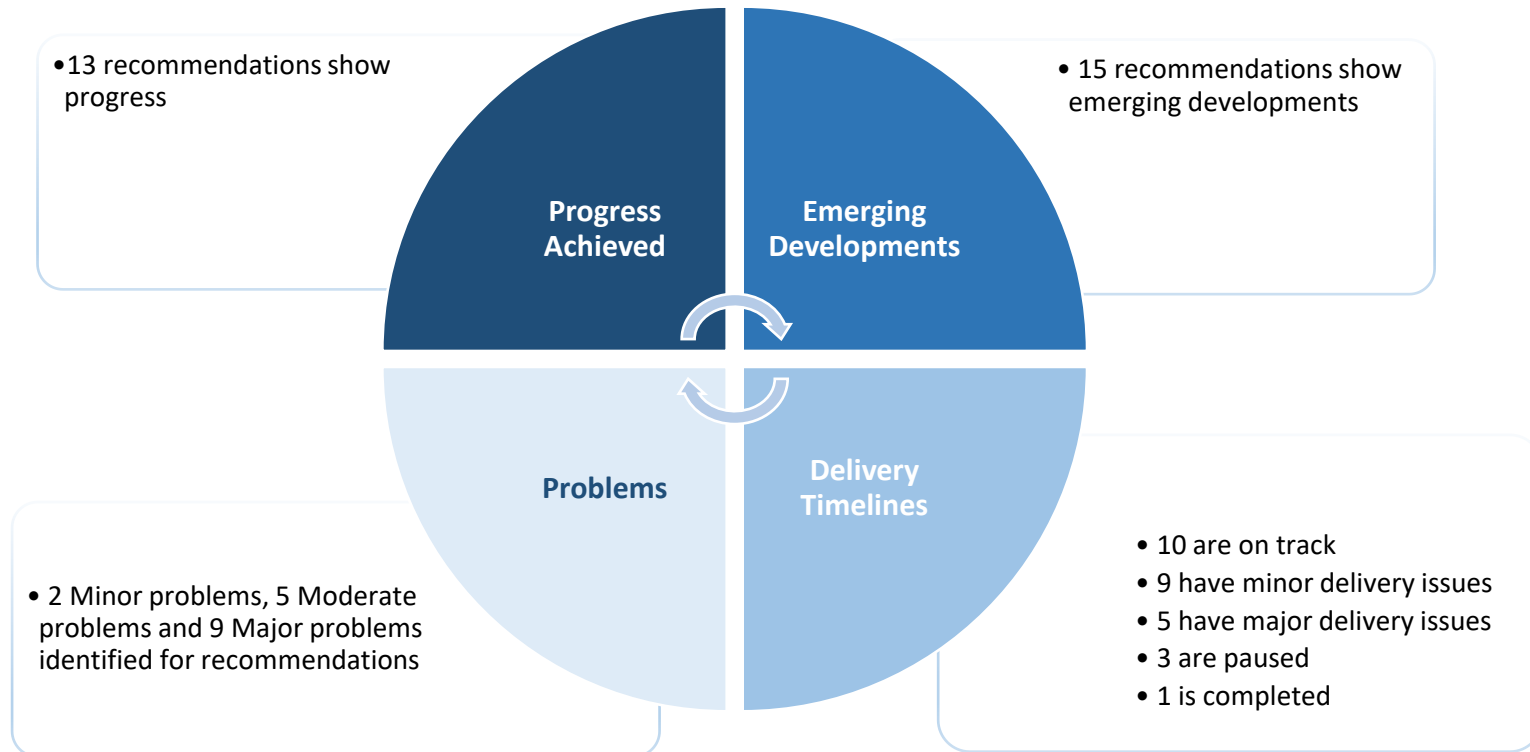 •13 recommendations show
progress
• 15 recommendations show
emerging developments
Progress
Achieved
Emerging
Developments
Problems
Delivery
Timelines
• 2 Minor problems, 5 Moderate
problems and 9 Major problems
identified for recommendations
• 10 are on track
• 9 have minor delivery issues
• 5 have major delivery issues
• 3 are paused
• 1 is completed